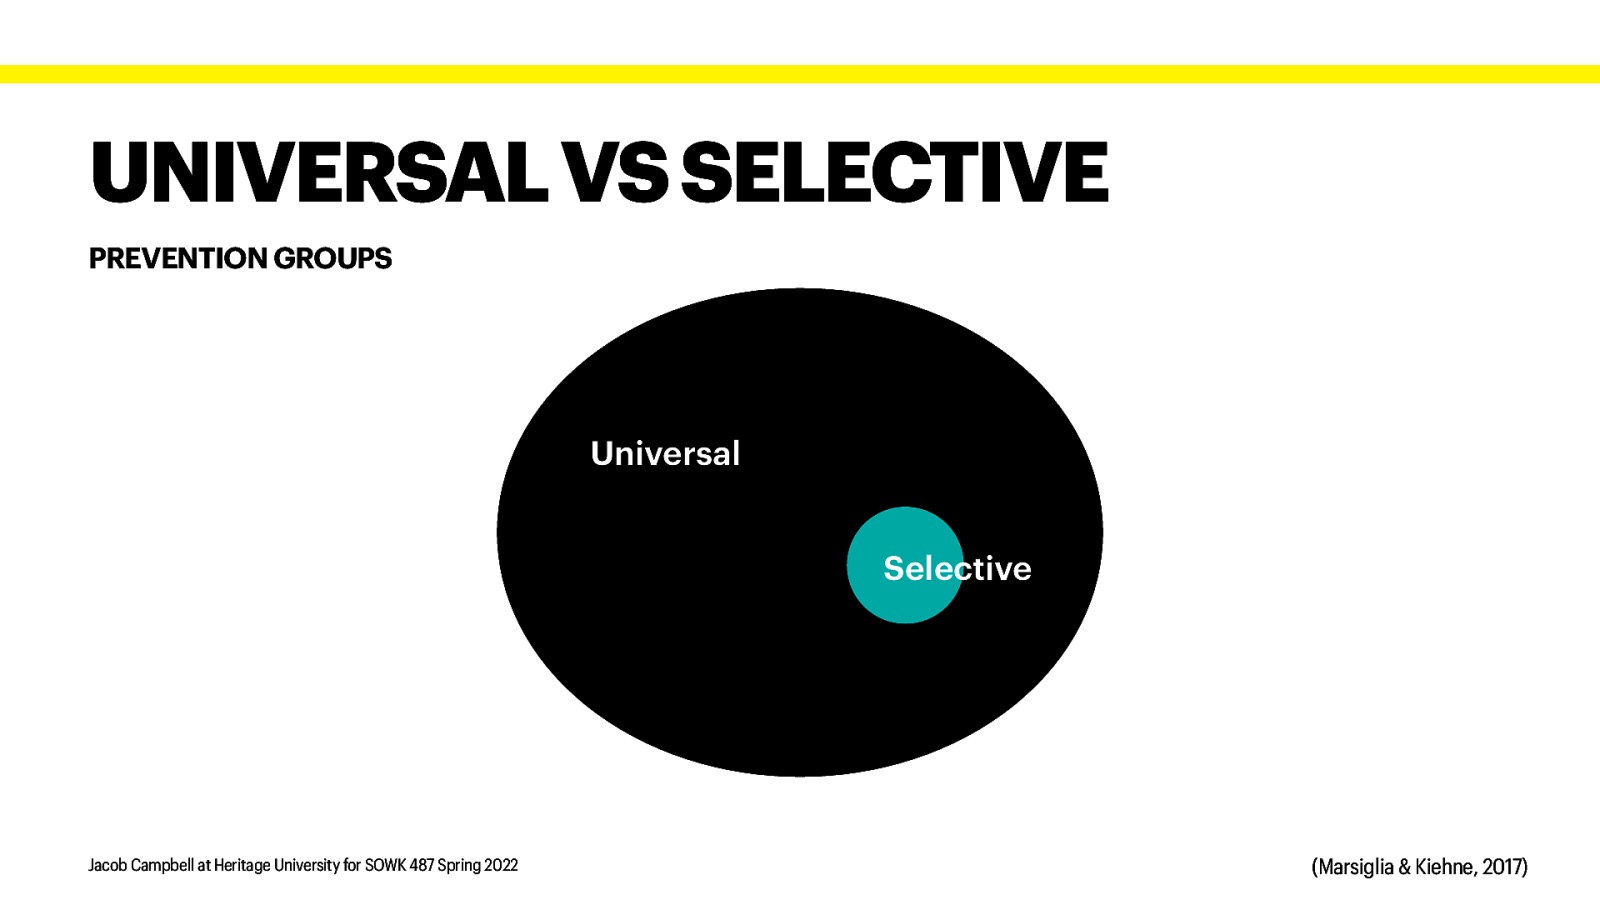 UNIVERSAL VS SELECTIVE
PREVENTION GROUPS
Universal
Selective
Jacob Campbell at Heritage University for SOWK 487 Spring 2022
(Marsiglia & Kiehne, 2017)